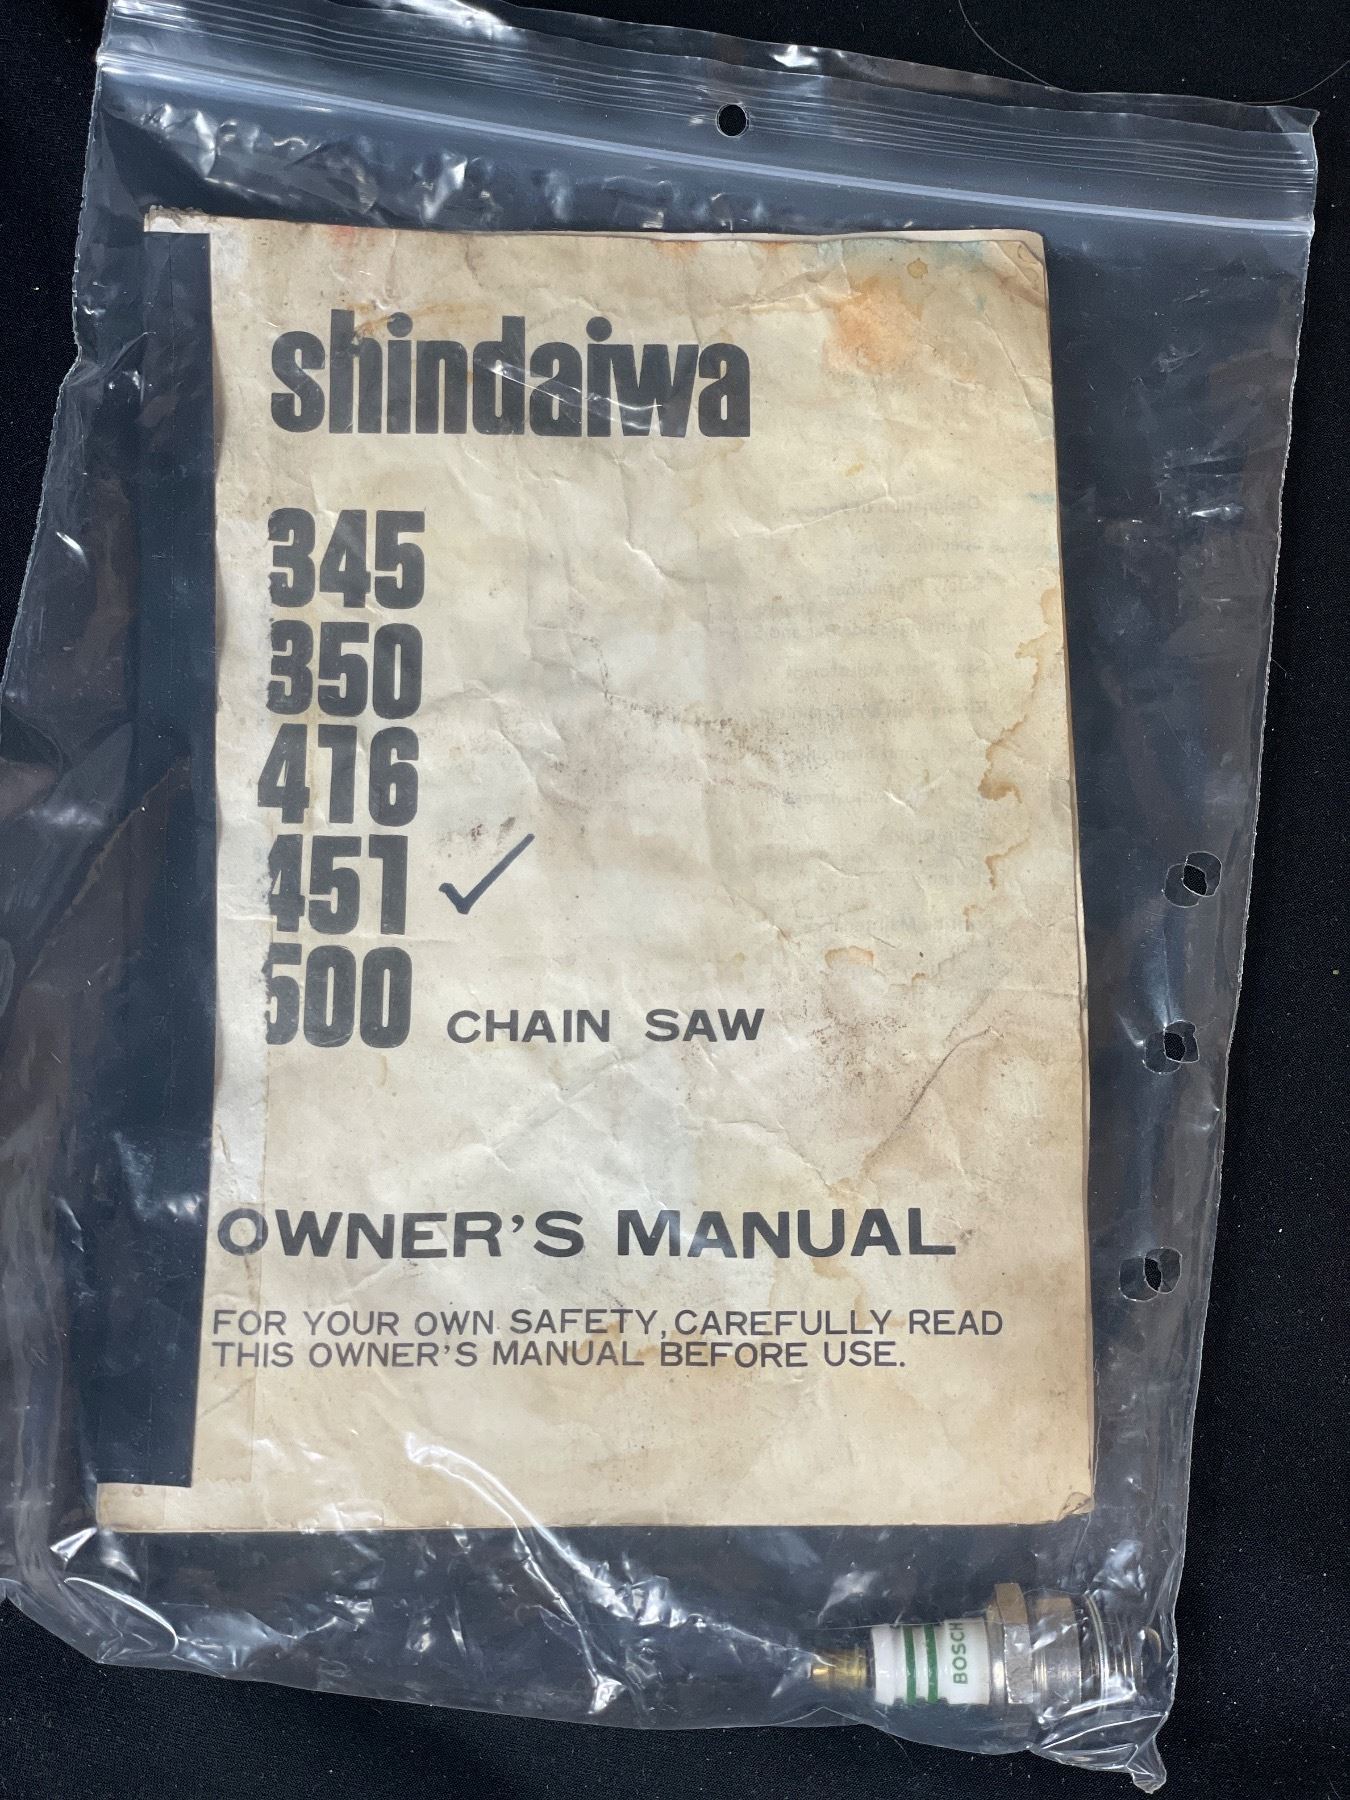 shindaiwa
345
350
416
451 ✓
500 CHAIN SAW
OWNER'S MANUAL
FOR YOUR OWN SAFETY, CAREFULLY READ
THIS OWNER'S MANUAL BEFORE USE.
BOSCH